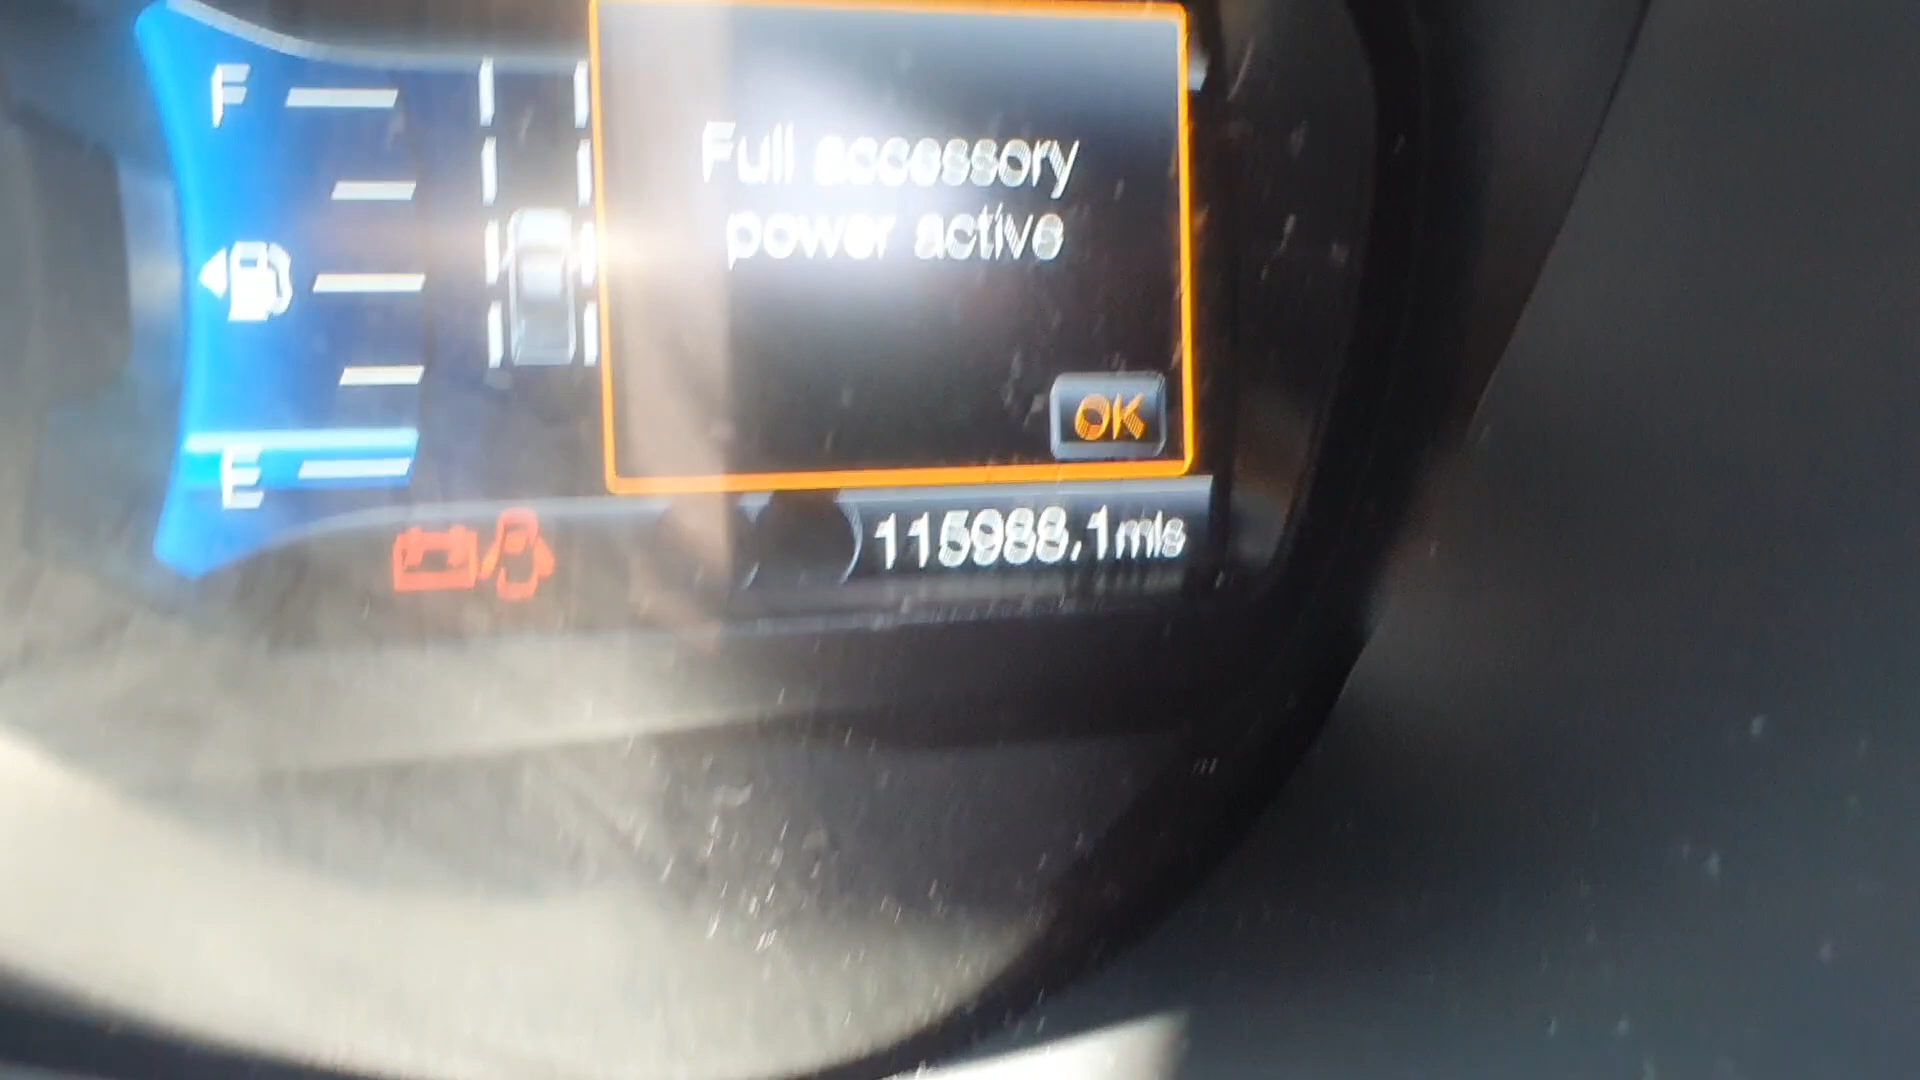 F
Full accessory
power active
OK
E
115988.1mls